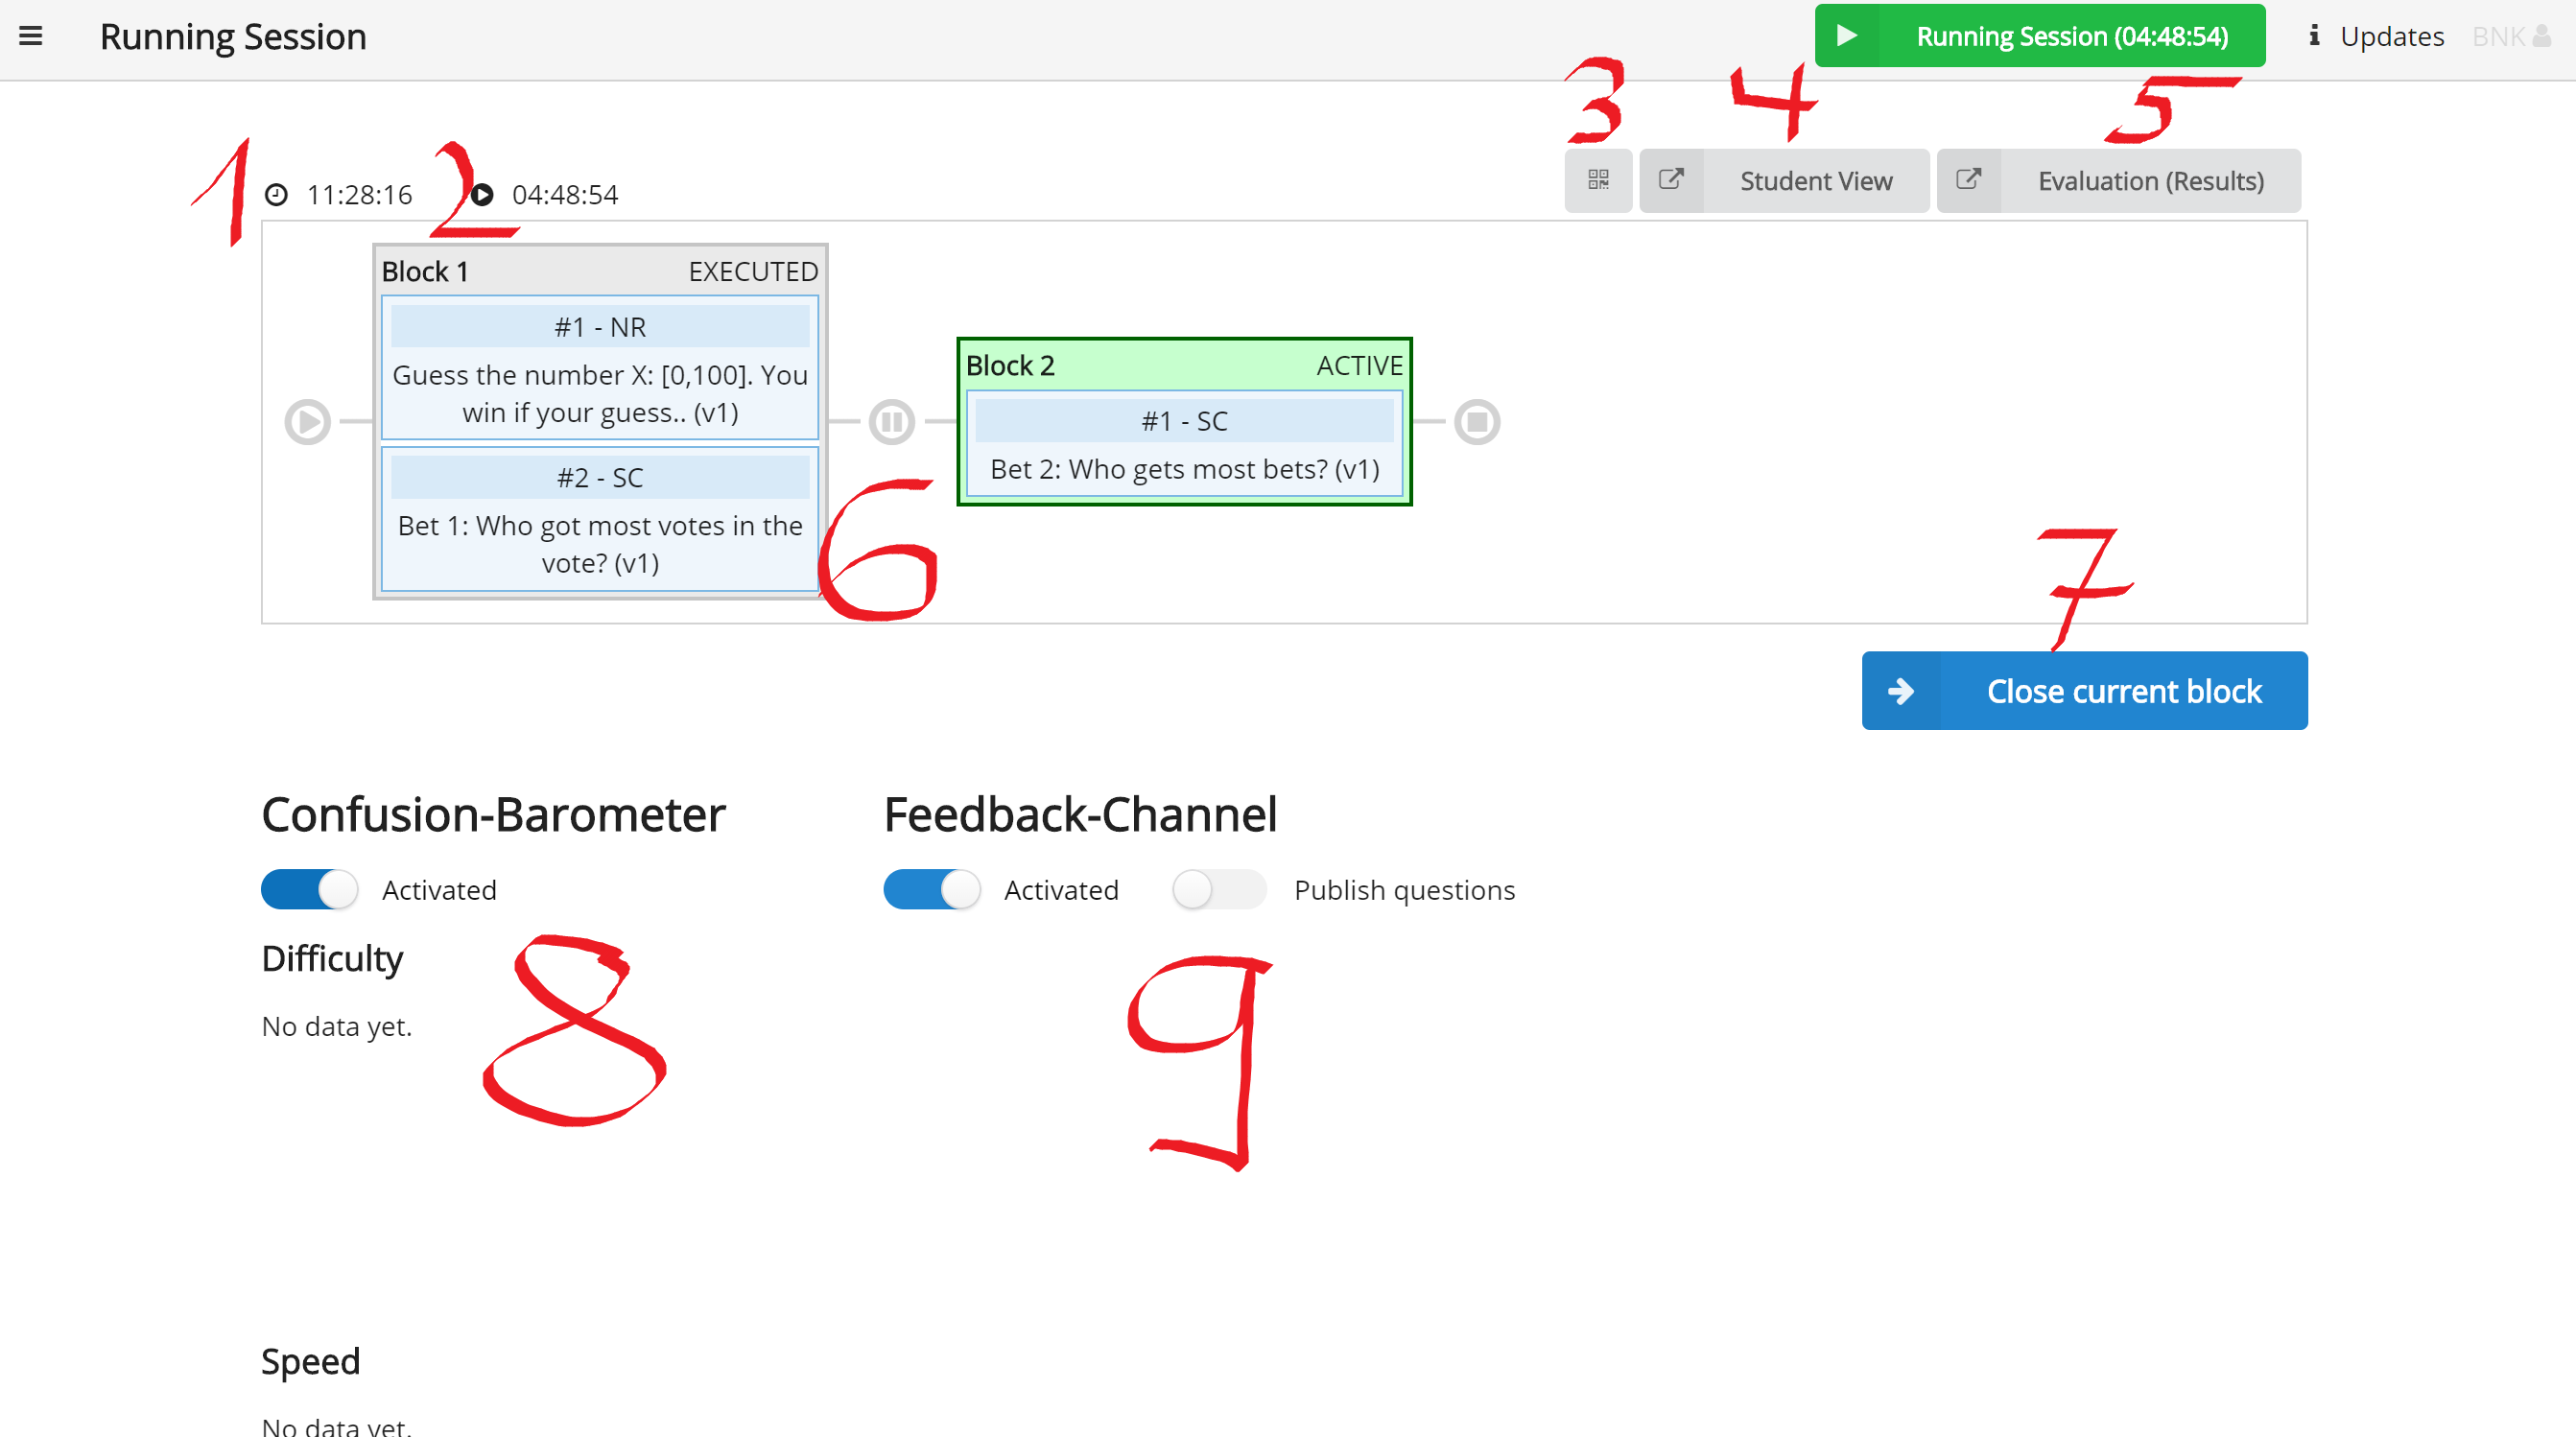 Running Session
Running Session (04:48:54)
Updates
BNK
1
2
3
4
5
11:28:16
04:48:54
Student View
Evaluation (Results)
Block 1
EXECUTED
#1 - NR
Guess the number X: [0,100]. You
win if your guess.. (v1)
#2 - SC
Bet 1: Who got most votes in the
vote? (v1)
6
Block 2
ACTIVE
#1 - SC
Bet 2: Who gets most bets? (v1)
7
Close current block
Confusion-Barometer
Activated
Difficulty
No data yet.
8
Feedback-Channel
Activated
Publish questions
9
Speed
No data yet.